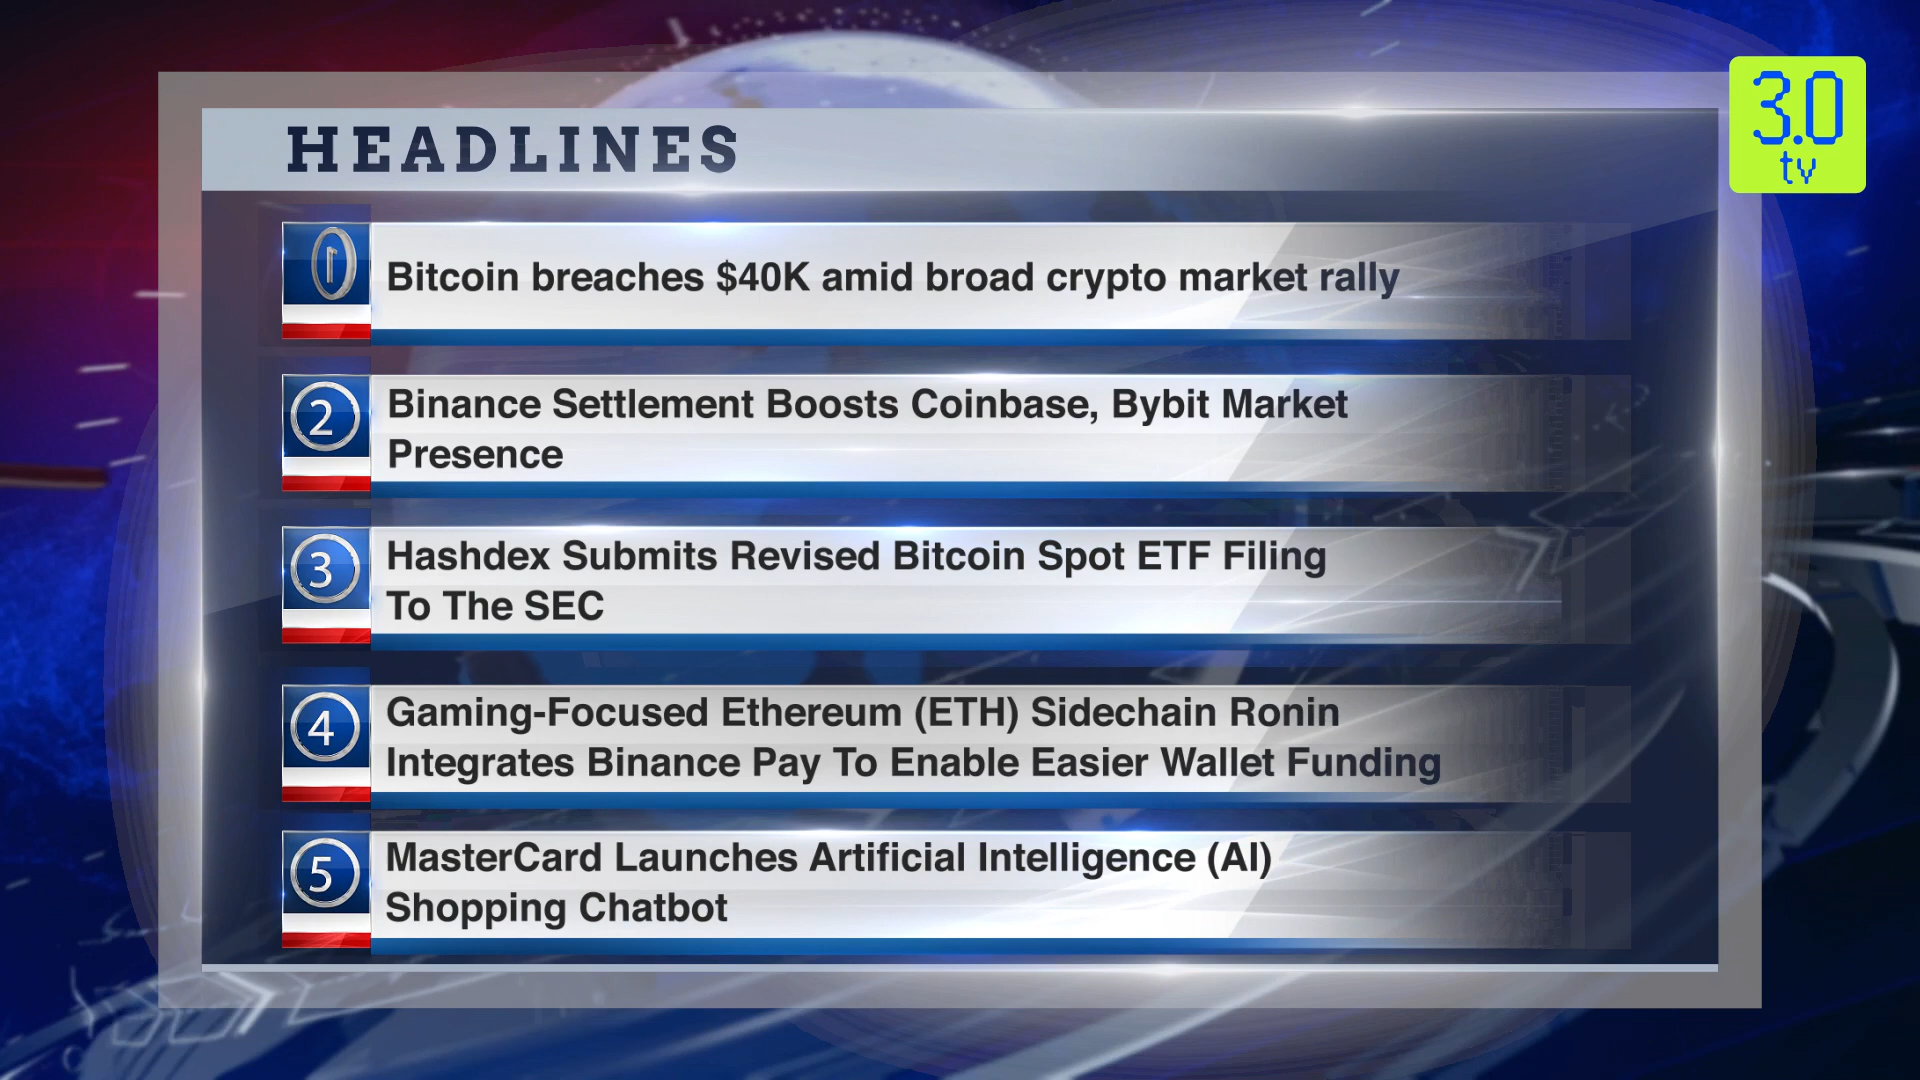 HEADLINES
3.0
tv
1
Bitcoin breaches $40K amid broad crypto market rally
2
Binance Settlement Boosts Coinbase, Bybit Market
Presence
3
Hashdex Submits Revised Bitcoin Spot ETF Filing
To The SEC
4
Gaming-Focused Ethereum (ETH) Sidechain Ronin
Integrates Binance Pay To Enable Easier Wallet Funding
5
MasterCard Launches Artificial Intelligence (AI)
Shopping Chatbot